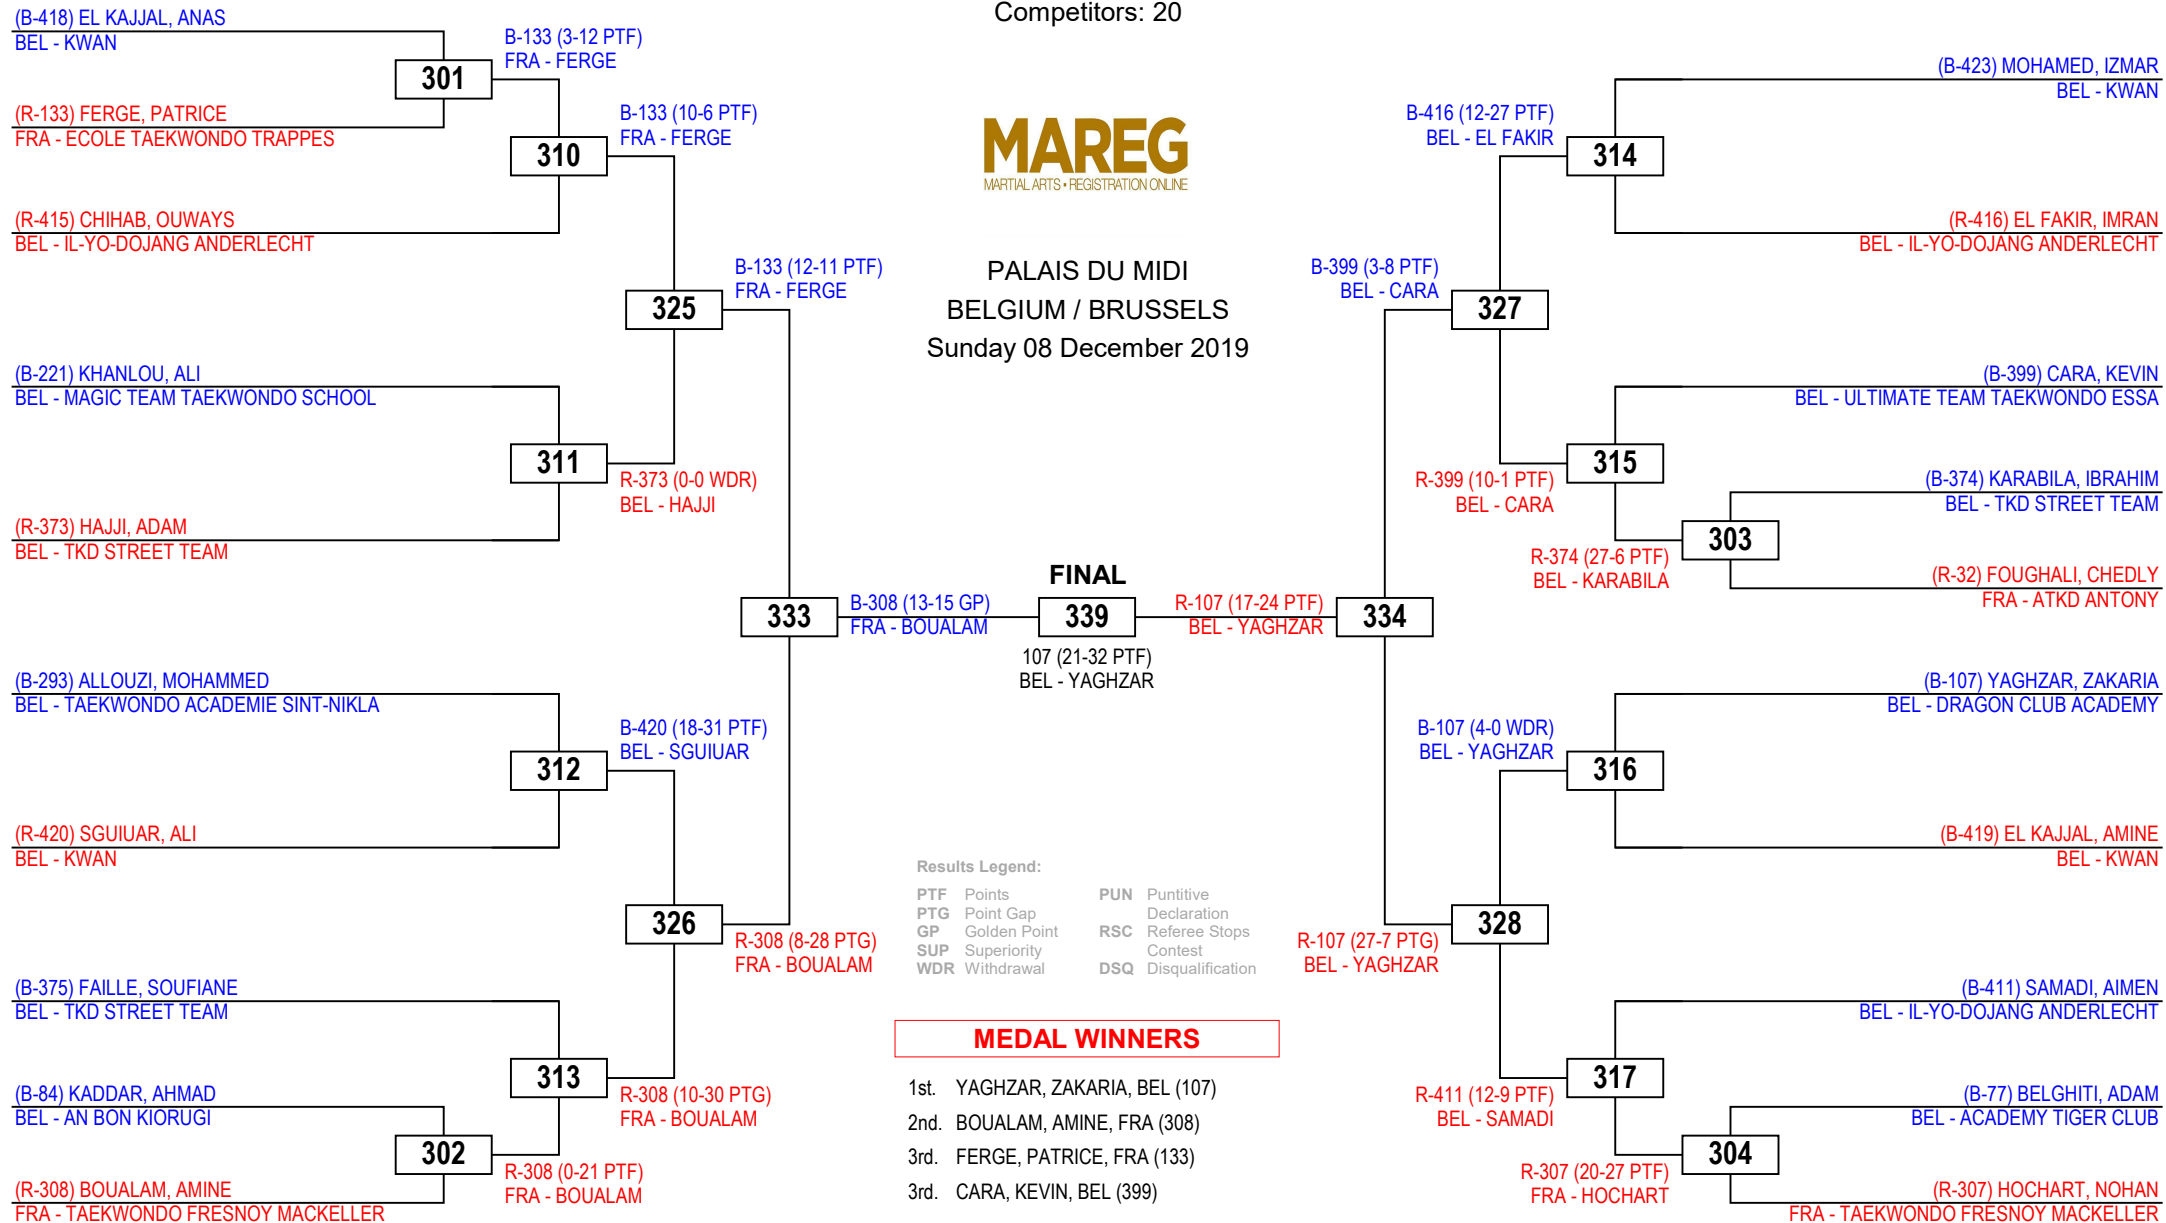 Competitors: 20
(B-418) EL KAJJAL, ANAS
BEL - KWAN
B-133 (3-12 PTF)
FRA - FERGE
301
(R-133) FERGE, PATRICE
FRA - ECOLE TAEKWONDO TRAPPES
B-133 (10-6 PTF)
FRA - FERGE
310
(R-415) CHIHAB, OUWAYS
BEL - IL-YO-DOJANG ANDERLECHT
B-133 (12-11 PTF)
FRA - FERGE
325
(B-221) KHANLOU, ALI
BEL - MAGIC TEAM TAEKWONDO SCHOOL
311
R-373 (0-0 WDR)
BEL - HAJJI
(R-373) HAJJI, ADAM
BEL - TKD STREET TEAM
333
B-308 (13-15 GP)
FRA - BOUALAM
(B-293) ALLOUZI, MOHAMMED
BEL - TAEKWONDO ACADEMIE SINT-NIKLA
B-420 (18-31 PTF)
BEL - SGUIUAR
312
(R-420) SGUIUAR, ALI
BEL - KWAN
326
R-308 (8-28 PTG)
FRA - BOUALAM
(B-375) FAILLE, SOUFIANE
BEL - TKD STREET TEAM
313
R-308 (10-30 PTG)
FRA - BOUALAM
(B-84) KADDAR, AHMAD
BEL - AN BON KIORUGI
302
R-308 (0-21 PTF)
FRA - BOUALAM
(R-308) BOUALAM, AMINE
FRA - TAEKWONDO FRESNOY MACKELLER
MAREG
MARTIAL ARTS • REGISTRATION ONLINE
PALAIS DU MIDI
BELGIUM / BRUSSELS
Sunday 08 December 2019
FINAL
339
107 (21-32 PTF)
BEL - YAGHZAR
Results Legend:
PTF Points
PTG Point Gap
GP Golden Point
SUP Superiority
WDR Withdrawal
PUN Puntitive
Declaration
RSC Referee Stops
Contest
DSQ Disqualification
MEDAL WINNERS
1st. YAGHZAR, ZAKARIA, BEL (107)
2nd. BOUALAM, AMINE, FRA (308)
3rd. FERGE, PATRICE, FRA (133)
3rd. CARA, KEVIN, BEL (399)
(B-423) MOHAMED, IZMAR
BEL - KWAN
B-416 (12-27 PTF)
BEL - EL FAKIR
314
(R-416) EL FAKIR, IMRAN
BEL - IL-YO-DOJANG ANDERLECHT
B-399 (3-8 PTF)
BEL - CARA
327
(B-399) CARA, KEVIN
BEL - ULTIMATE TEAM TAEKWONDO ESSA
315
R-399 (10-1 PTF)
BEL - CARA
(B-374) KARABILA, IBRAHIM
BEL - TKD STREET TEAM
303
R-374 (27-6 PTF)
BEL - KARABILA
(R-32) FOUGHALI, CHEDLY
FRA - ATKD ANTONY
R-107 (17-24 PTF)
BEL - YAGHZAR
334
(B-107) YAGHZAR, ZAKARIA
BEL - DRAGON CLUB ACADEMY
B-107 (4-0 WDR)
BEL - YAGHZAR
316
(B-419) EL KAJJAL, AMINE
BEL - KWAN
328
R-107 (27-7 PTG)
BEL - YAGHZAR
(B-411) SAMADI, AIMEN
BEL - IL-YO-DOJANG ANDERLECHT
317
R-411 (12-9 PTF)
BEL - SAMADI
(B-77) BELGHITI, ADAM
BEL - ACADEMY TIGER CLUB
304
R-307 (20-27 PTF)
FRA - HOCHART
(R-307) HOCHART, NOHAN
FRA - TAEKWONDO FRESNOY MACKELLER